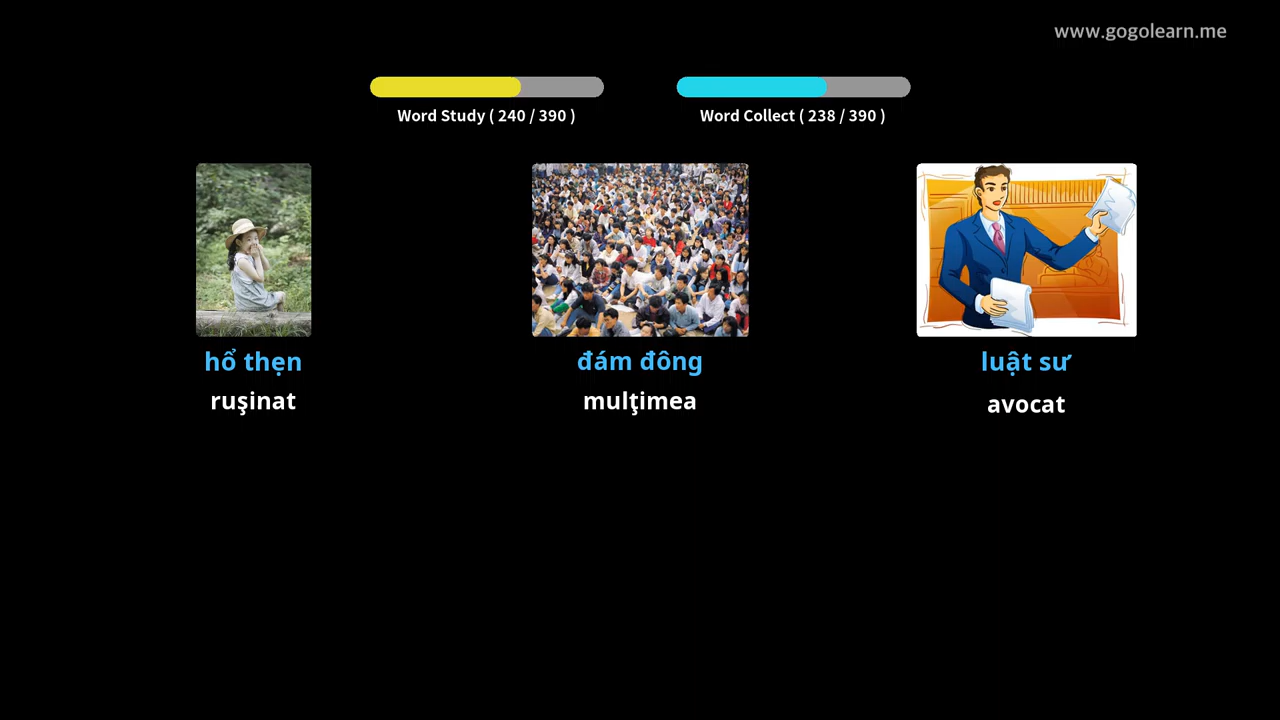 www.gogolearn.me
Word Study ( 240 / 390 )
Word Collect ( 238 / 390 )
hổ thẹn
đám đông
luật sư
ruşinat
mulţimea
avocat